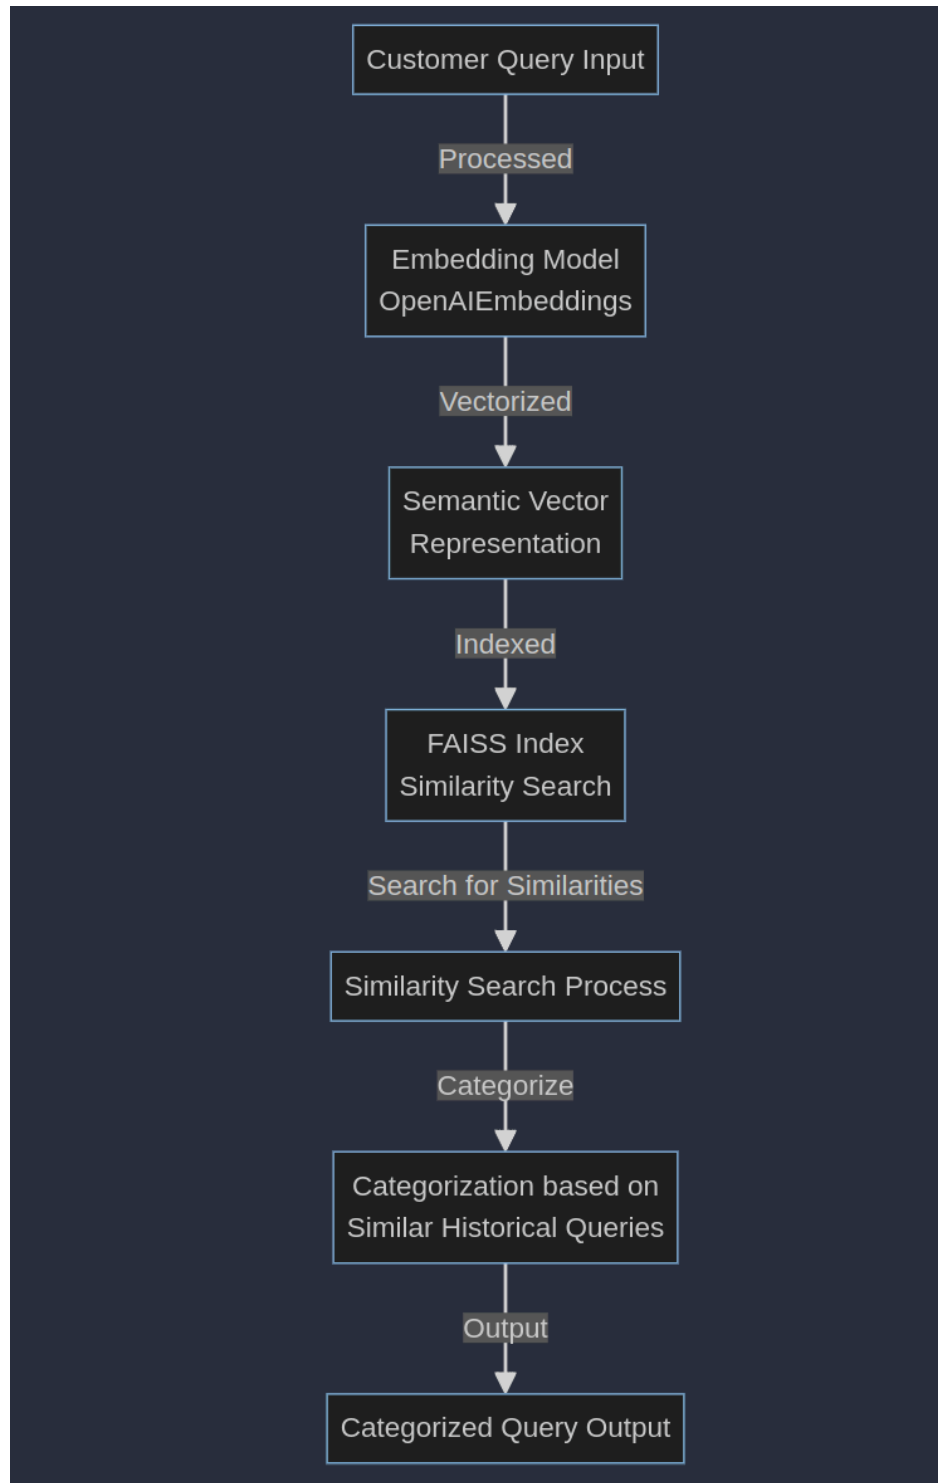 Customer Query Input
Processed
Embedding Model
OpenAIEmbeddings
Vectorized
Semantic Vector
Representation
Indexed
FAISS Index
Similarity Search
Search for Similarities
Similarity Search Process
Categorize
Categorization based on
Similar Historical Queries
Output
Categorized Query Output